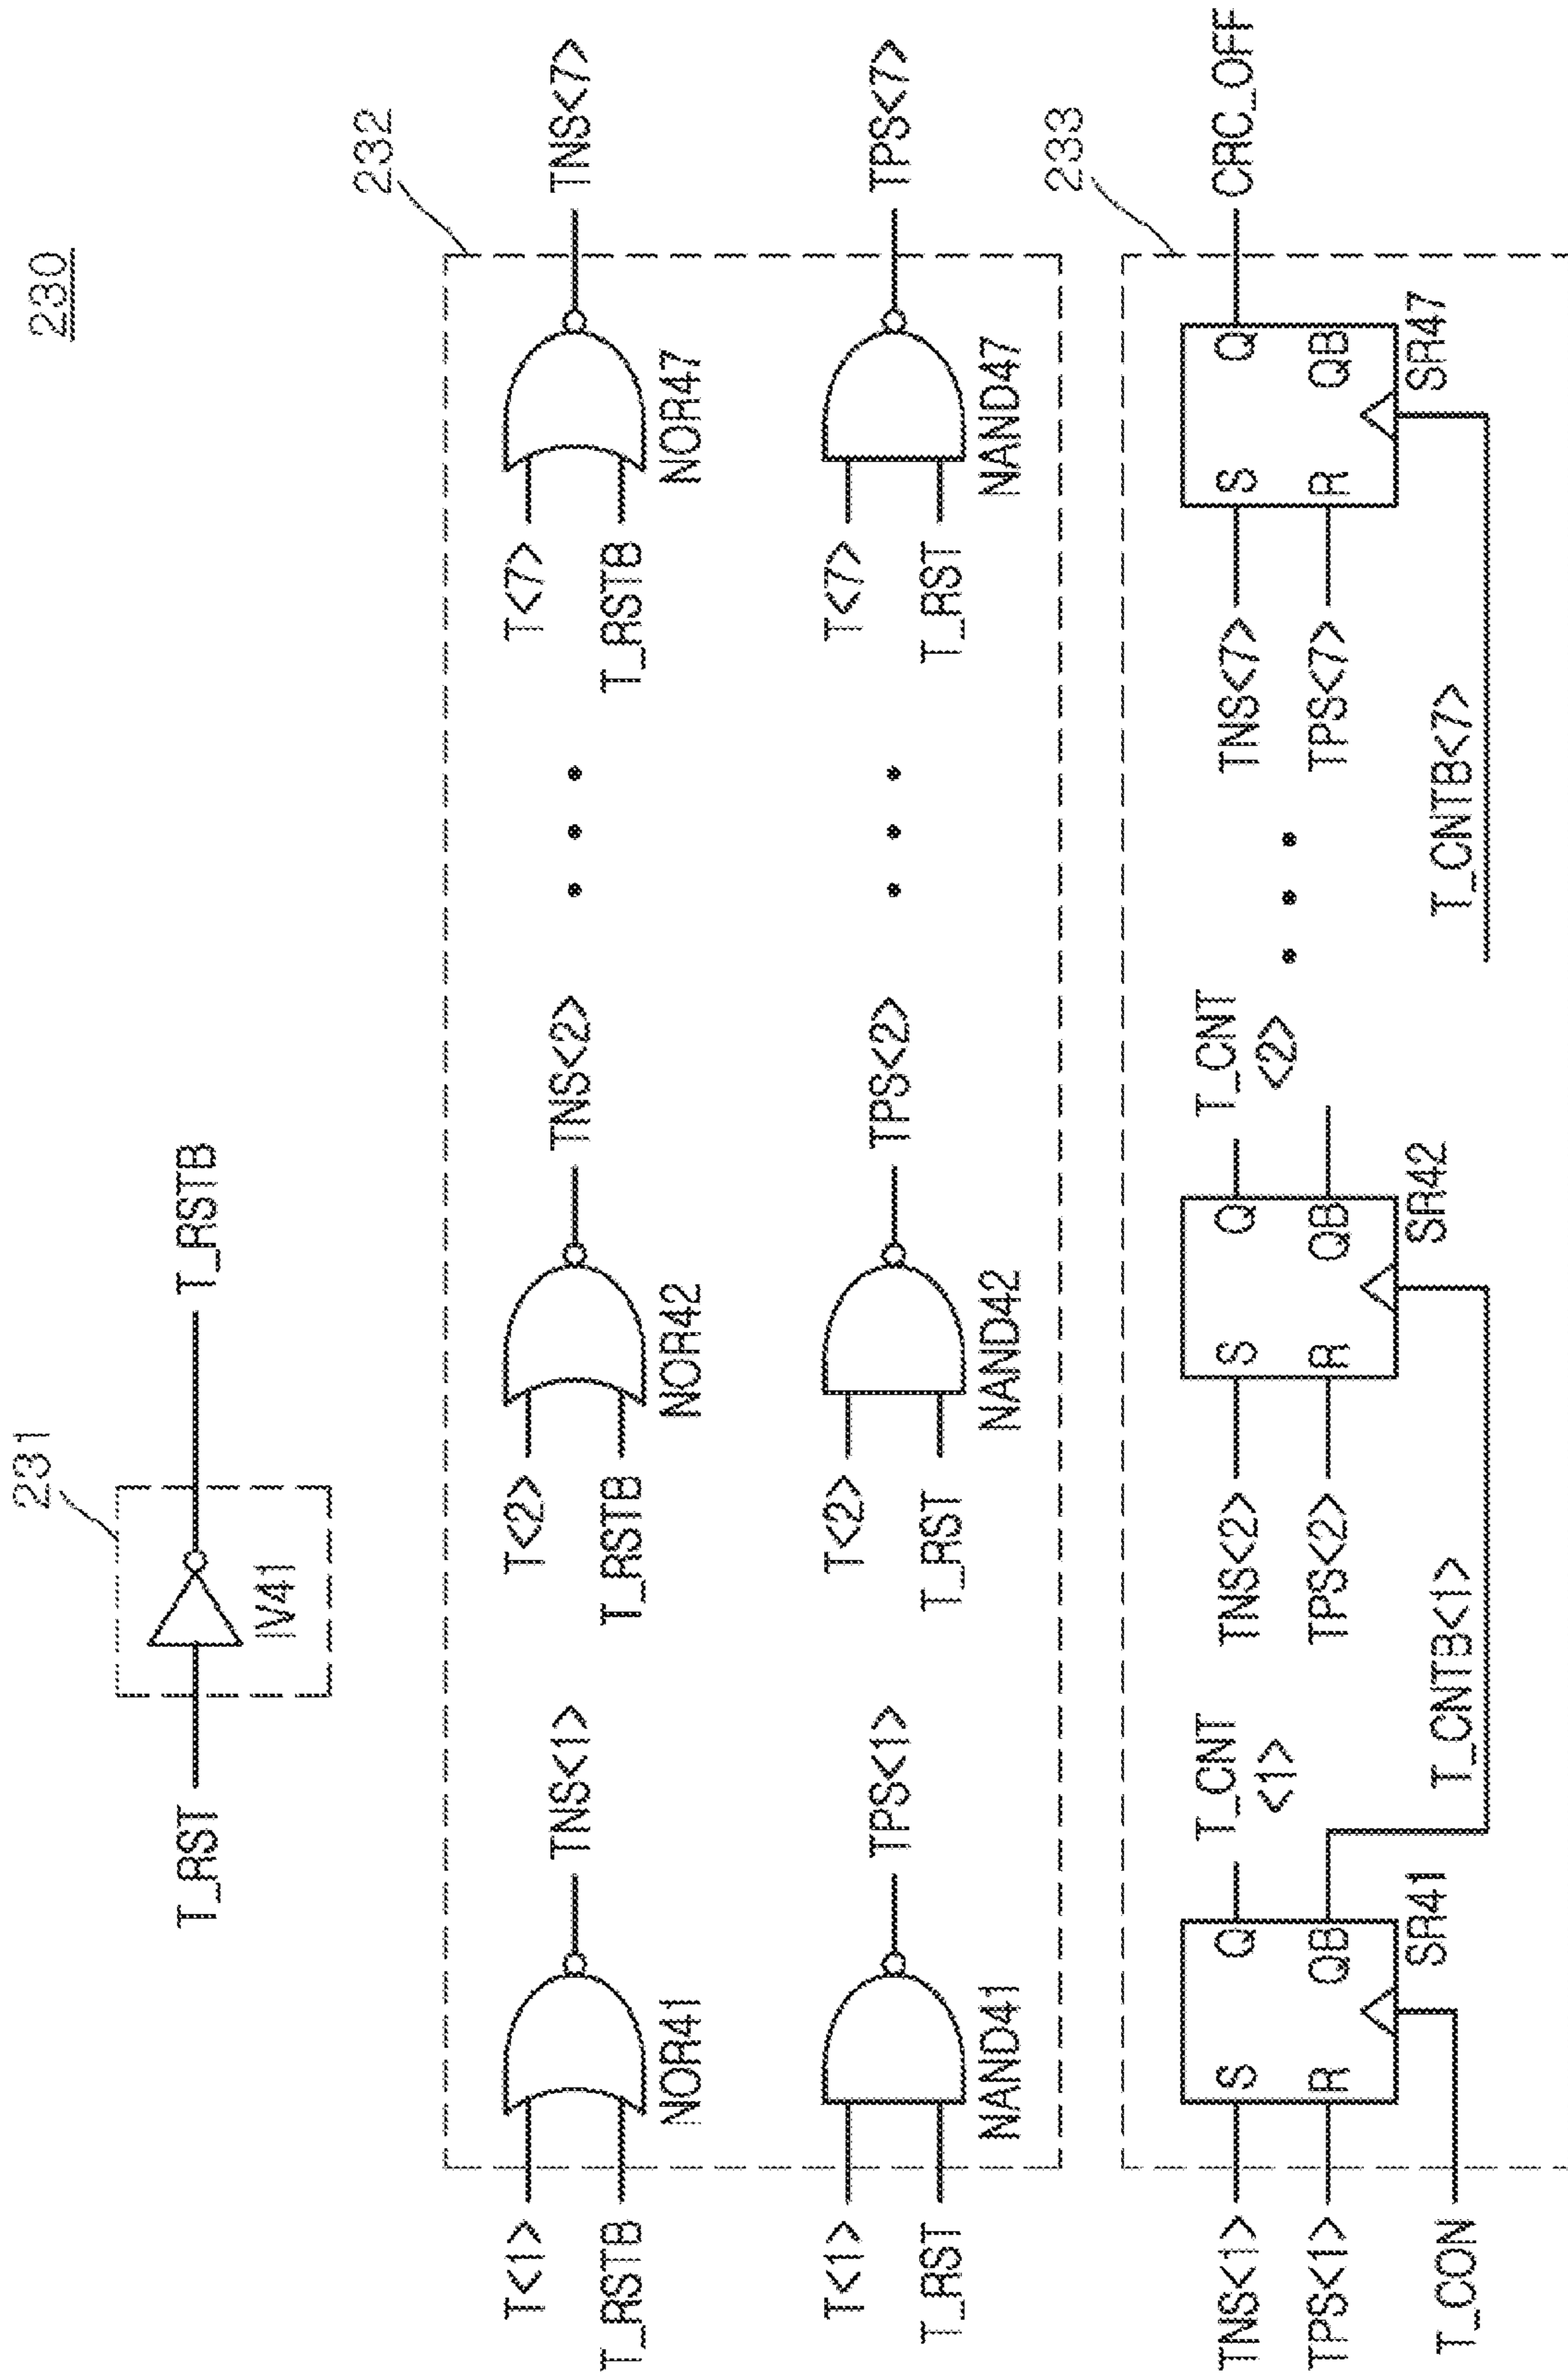 230
231
T_RST
IV41
T_RSTB
232
T<1>
T_RSTB
NOR41
TNS<1>
T<2>
T_RSTB
NOR42
TNS<2>
T<7>
T_RSTB
NOR47
TNS<7>
T<1>
T_RST
NAND41
TPS<1>
T<2>
T_RST
NAND42
TPS<2>
T<7>
T_RST
NAND47
TPS<7>
233
TNS<1>
TPS<1>
T_CON
S
R
Q
QB
SR41
T_CNT
<1>
T_CNTB<1>
TNS<2>
TPS<2>
S
R
Q
QB
SR42
T_CNT
<2>
T_CNTB<7>
TNS<7>
TPS<7>
S
R
Q
QB
SR47
CRC_OFF